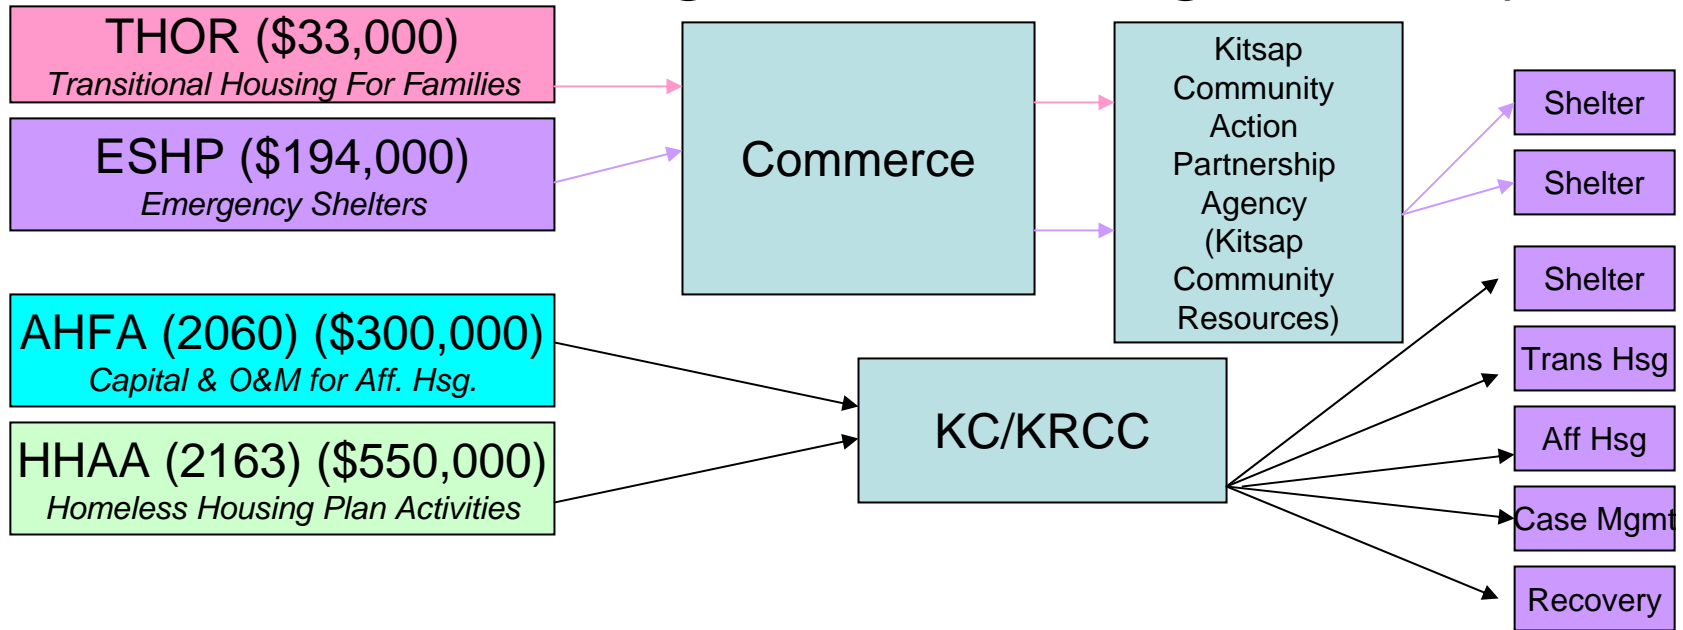 THOR ($33,000)
Transitional Housing For Families
ESHP ($194,000)
Emergency Shelters
AHFA (2060) ($300,000)
Capital & O&M for Aff. Hsg.
HHAA (2163) ($550,000)
Homeless Housing Plan Activities
Commerce
Kitsap
Community
Action
Partnership
Agency
(Kitsap
Community
Resources)
KC/KRCC
Shelter
Shelter
Shelter
Trans Hsg
Aff Hsg
Case Mgmt
Recovery